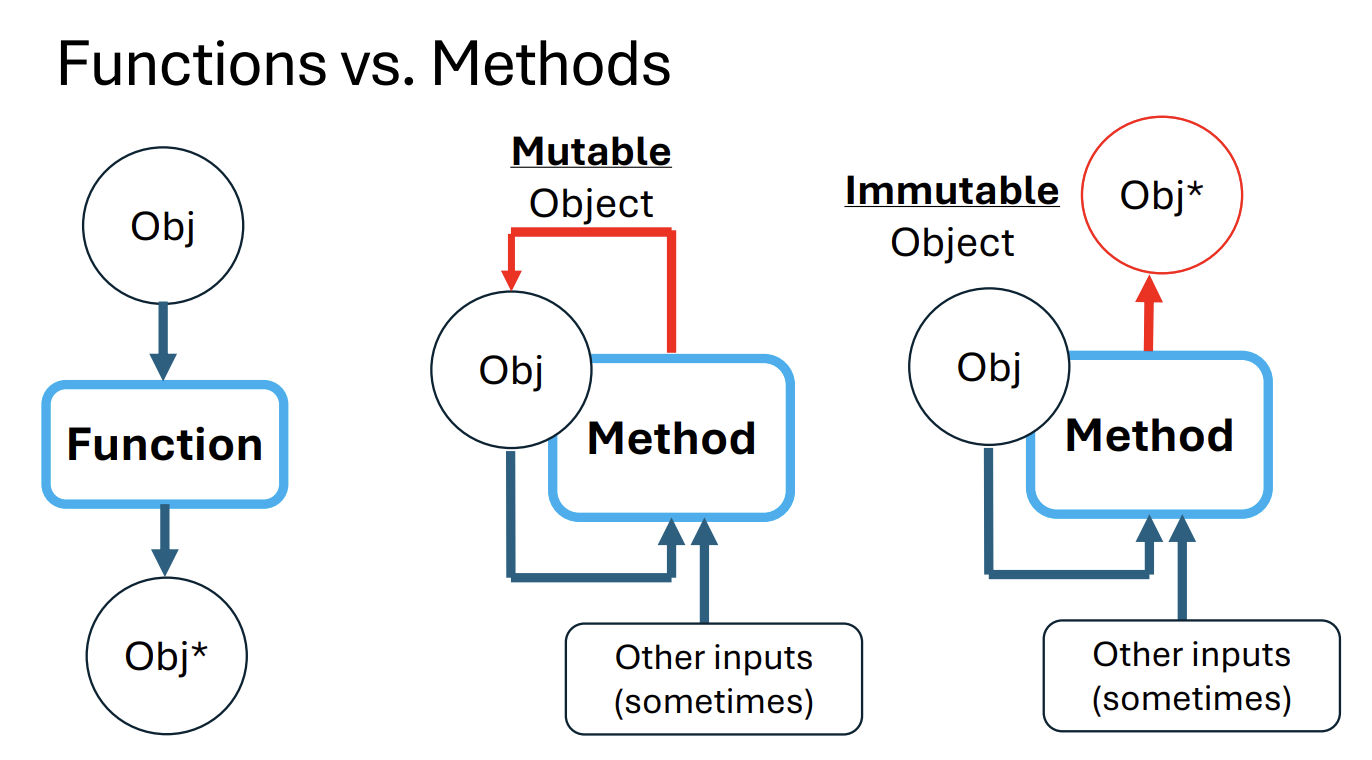 Functions vs. Methods
Obj
Function
Obj*
Mutable
Object
Obj
Method
Other inputs
(sometimes)
Immutable
Object
Obj*
Obj
Method
Other inputs
(sometimes)